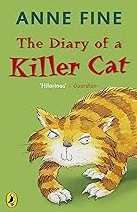 ANNE FINE
The Diary of a
Killer Cat
'Hilarious' – Guardian